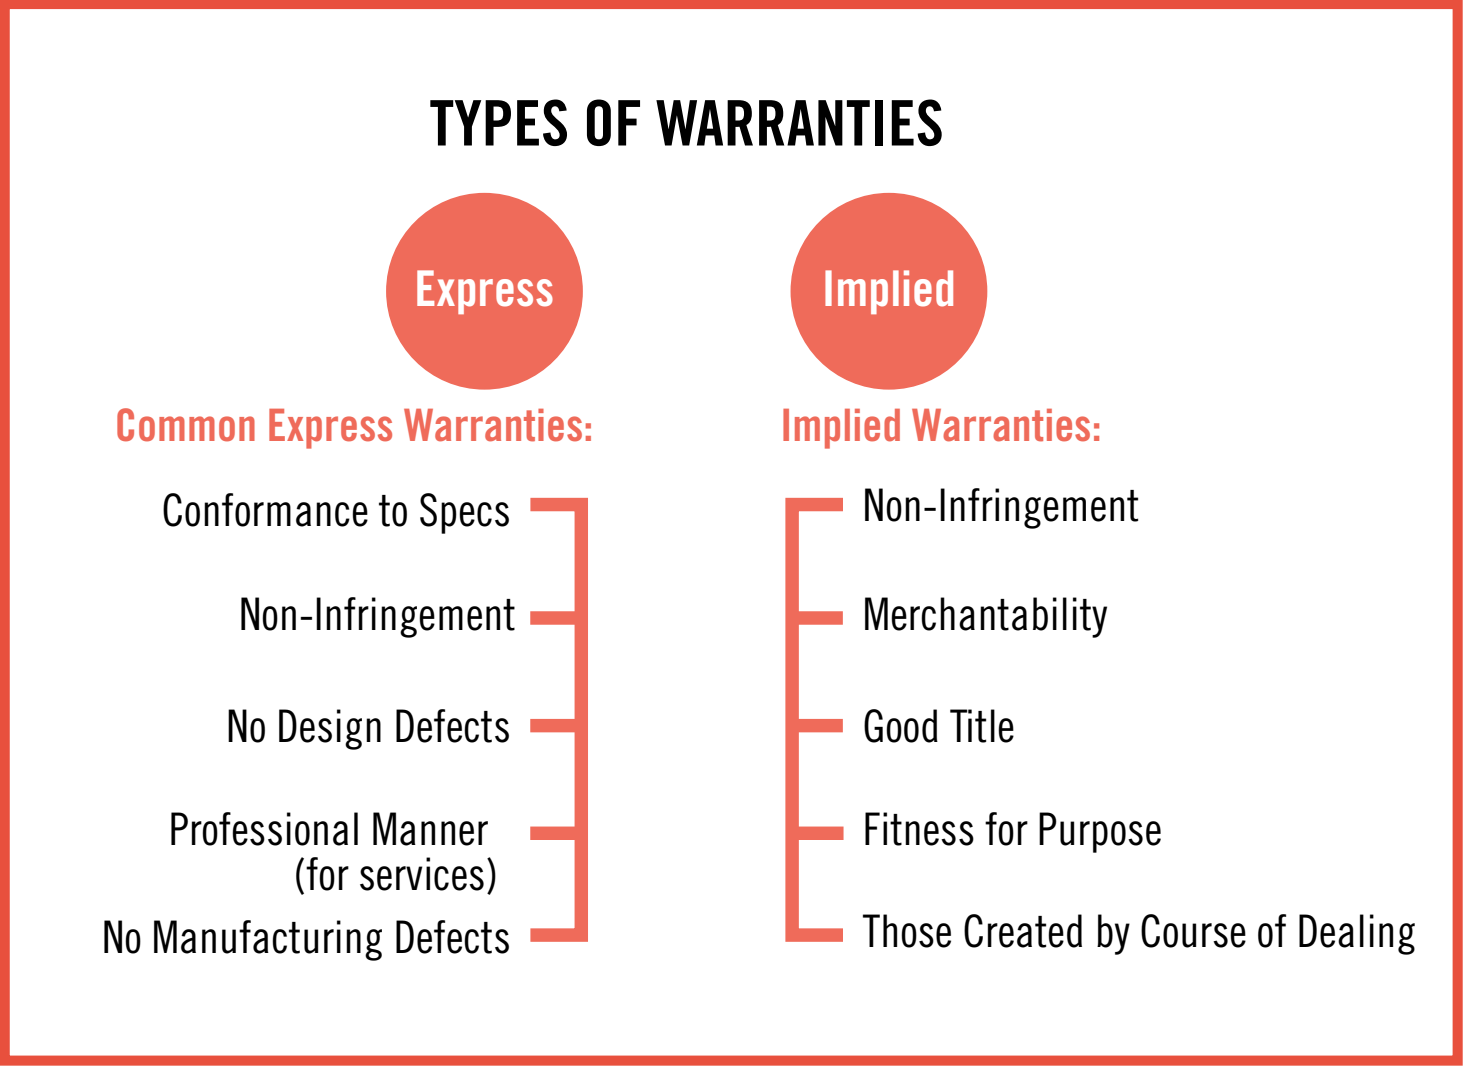 TYPES OF WARRANTIES
Express
Implied
Common Express Warranties:
Conformance to Specs
Non-Infringement
No Design Defects
Professional Manner
(for services)
No Manufacturing Defects
Implied Warranties:
Non-Infringement
Merchantability
Good Title
Fitness for Purpose
Those Created by Course of Dealing